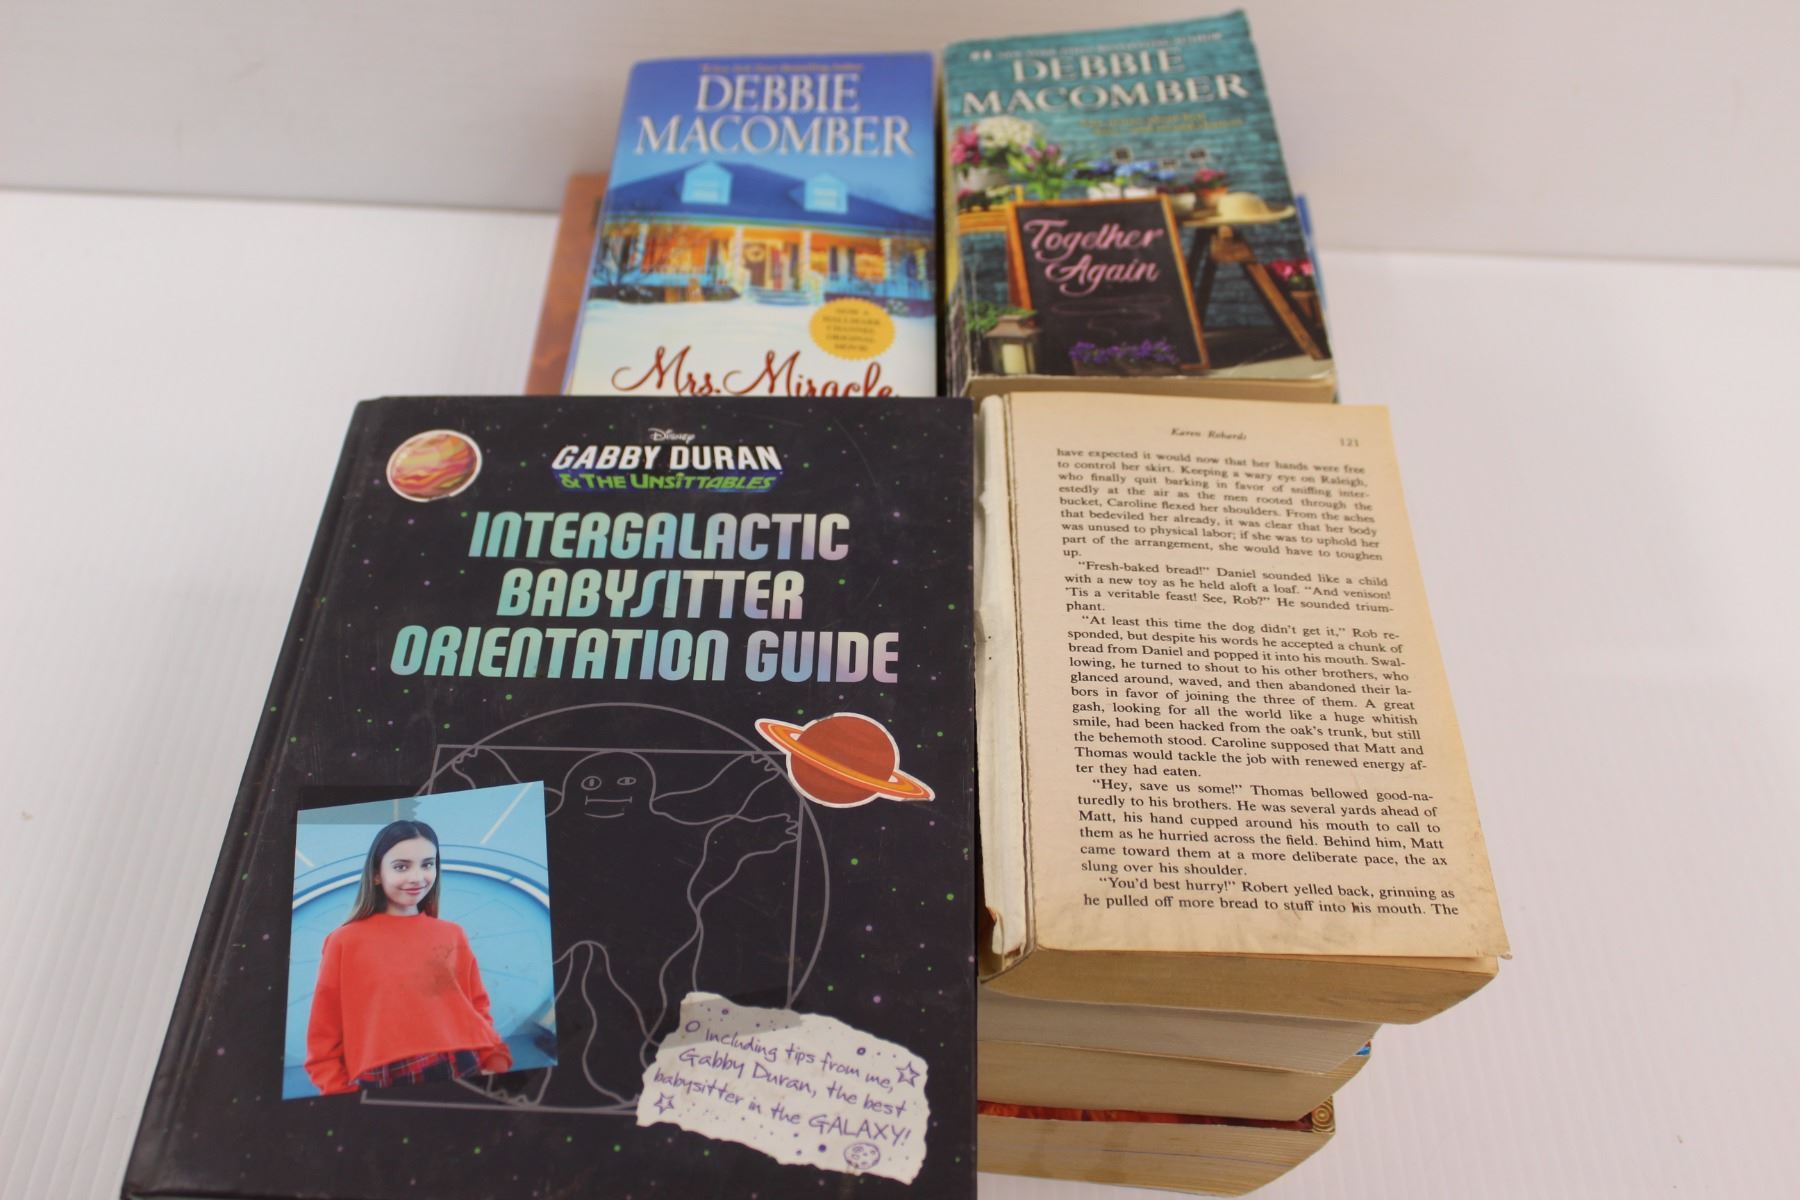 DEBBIE
MACOMBER
Mrs. Miracle
NOW A
HALLMARK
CHANNEL
ORIGINAL
MOVIE
#1 NEW YORK TIMES BESTSELLING AUTHOR
DEBBIE
MACOMBER
Together
Again
Disney
GABBY DURAN
& THE UNSITTABLES
INTERGALACTIC
BABYSITTER
ORIENTATION GUIDE
including tips from me,
Gabby Duran, the best
babysitter in the GALAXY!
Karen Robards 121
have expected it would now that her hands were free
to control her skirt. Keeping a wary eye on Raleigh,
who finally quit barking in favor of sniffing inter-
estedly at the air as the men rooted through the
bucket, Caroline flexed her shoulders. From the aches
that bedeviled her already, it was clear that her body
was unused to physical labor; if she was to uphold her
part of the arrangement, she would have to toughen
up.
"Fresh-baked bread!" Daniel sounded like a child
with a new toy as he held aloft a loaf. "And venison!
'Tis a veritable feast! See, Rob?" He sounded trium-
phant.
"At least this time the dog didn't get it," Rob re-
sponded, but despite his words he accepted a chunk of
bread from Daniel and popped it into his mouth. Swal-
lowing, he turned to shout to his other brothers, who
glanced around, waved, and then abandoned their la-
bors in favor of joining the three of them. A great
gash, looking for all the world like a huge whitish
smile, had been hacked from the oak's trunk, but still
the behemoth stood. Caroline supposed that Matt and
Thomas would tackle the job with renewed energy af-
ter they had eaten.
"Hey, save us some!" Thomas bellowed good-na-
turedly to his brothers. He was several yards ahead of
Matt, his hand cupped around his mouth to call to
them as he hurried across the field. Behind him, Matt
came toward them at a more deliberate pace, the ax
slung over his shoulder.
"You'd best hurry!" Robert yelled back, grinning as
he pulled off more bread to stuff into his mouth. The